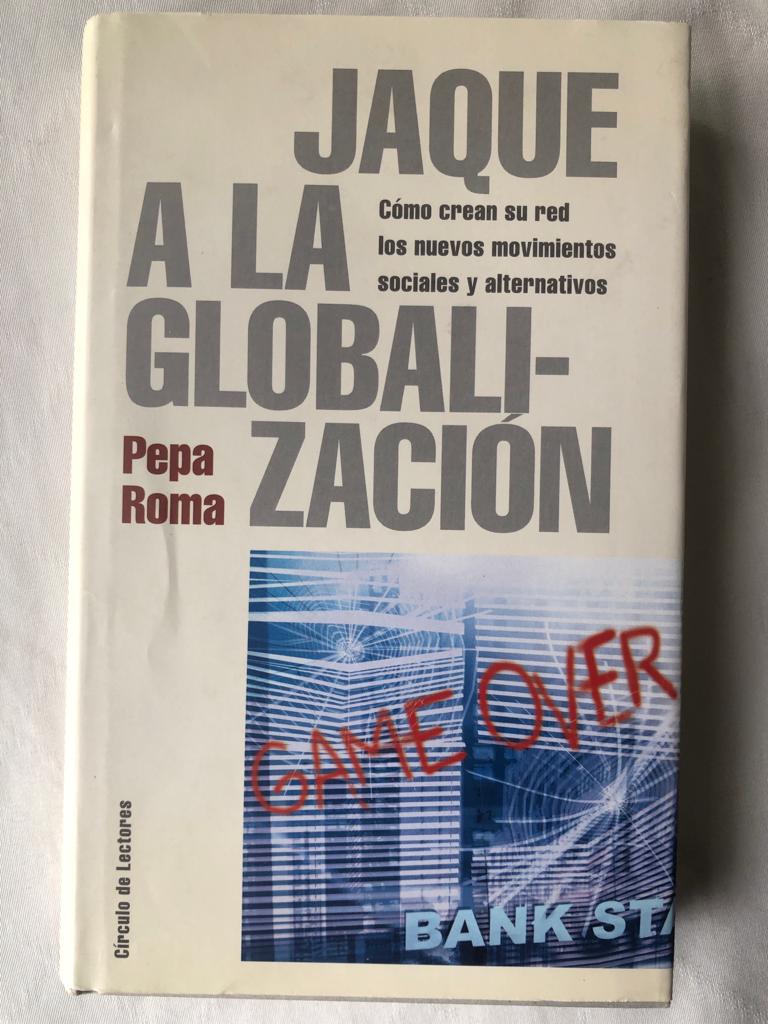 JAQUE
A LA
Cómo crean su red
los nuevos movimientos
sociales y alternativos
GLOBALI-
ZACIÓN
Pepa
Roma
GAME OVER
BANK STA
Círculo de Lectores